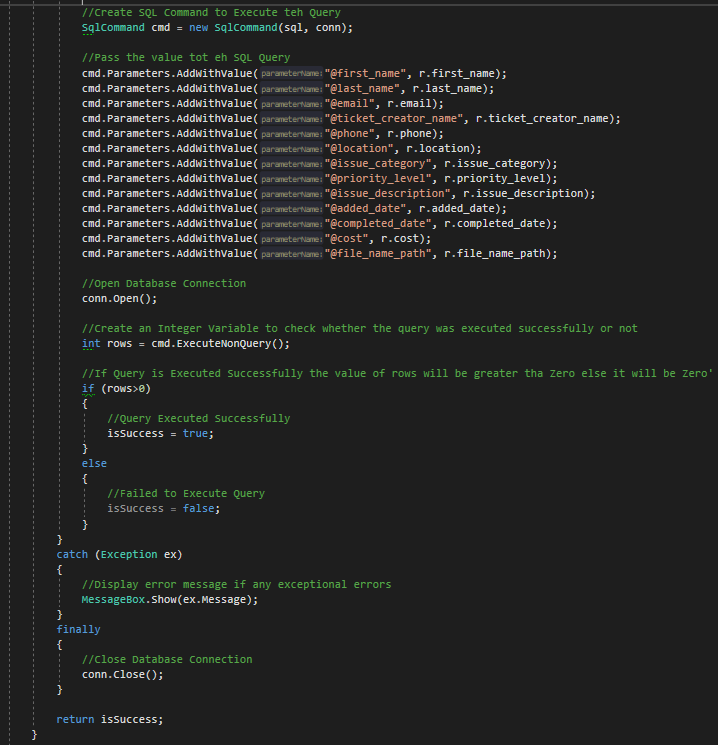 //Create SQL Command to Execute teh Query
SqlCommand cmd = new SqlCommand(sql, conn);
//Pass the value tot eh SQL Query
cmd.Parameters.AddWithValue(parameterName: "@first_name", r.first_name);
cmd.Parameters.AddWithValue(parameterName: "@last_name", r.last_name);
cmd.Parameters.AddWithValue(parameterName: "@email", r.email);
cmd.Parameters.AddWithValue(parameterName: "@ticket_creator_name", r.ticket_creator_name);
cmd.Parameters.AddWithValue(parameterName: "@phone", r.phone);
cmd.Parameters.AddWithValue(parameterName: "@location", r.location);
cmd.Parameters.AddWithValue(parameterName: "@issue_category", r.issue_category);
cmd.Parameters.AddWithValue(parameterName: "@priority_level", r.priority_level);
cmd.Parameters.AddWithValue(parameterName: "@issue_description", r.issue_description);
cmd.Parameters.AddWithValue(parameterName: "@added_date", r.added_date);
cmd.Parameters.AddWithValue(parameterName: "@completed_date", r.completed_date);
cmd.Parameters.AddWithValue(parameterName: "@cost", r.cost);
cmd.Parameters.AddWithValue(parameterName: "@file_name_path", r.file_name_path);
//Open Database Connection
conn.Open();
//Create an Integer Variable to check whether the query was executed successfully or not
int rows = cmd.ExecuteNonQuery();
//If Query is Executed Successfully the value of rows will be greater tha Zero else it will be Zero'
if (rows>0)
{
//Query Executed Successfully
isSuccess = true;
}
else
{
//Failed to Execute Query
isSuccess = false;
}
}
catch (Exception ex)
{
//Display error message if any exceptional errors
MessageBox.Show(ex.Message);
}
finally
{
//Close Database Connection
conn.Close();
}
return isSuccess;
}